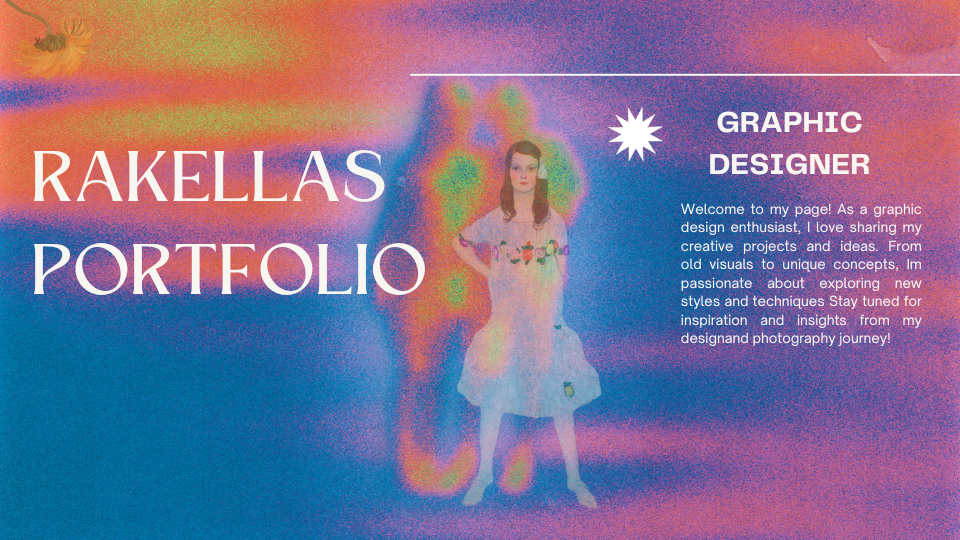 RAKELLAS
PORTFOLIO
GRAPHIC
DESIGNER
Welcome to my page! As a graphic
design enthusiast, I love sharing my
creative projects and ideas. From
old visuals to unique concepts, Im
passionate about exploring new
styles and techniques Stay tuned for
inspiration and insights from my
designand photography journey!